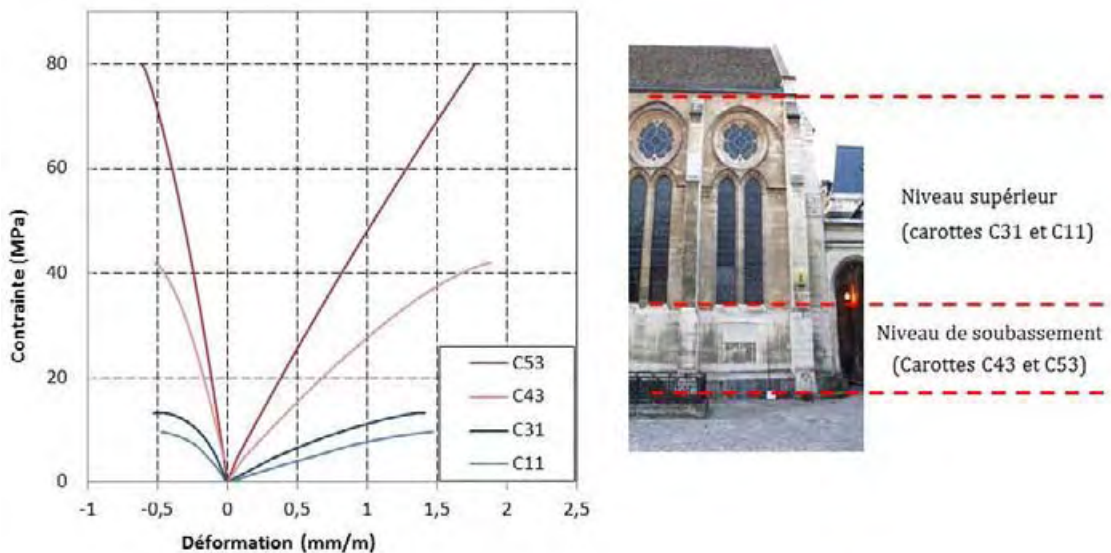 80
60
40
20
0
-1
-0,5
0
0,5
1
1,5
2
2,5
Contrainte (MPa)
Déformation (mm/m)
C53
C43
C31
C11
Niveau supérieur
(carottes C31 et C11)
Niveau de soubassement
(Carottes C43 et C53)